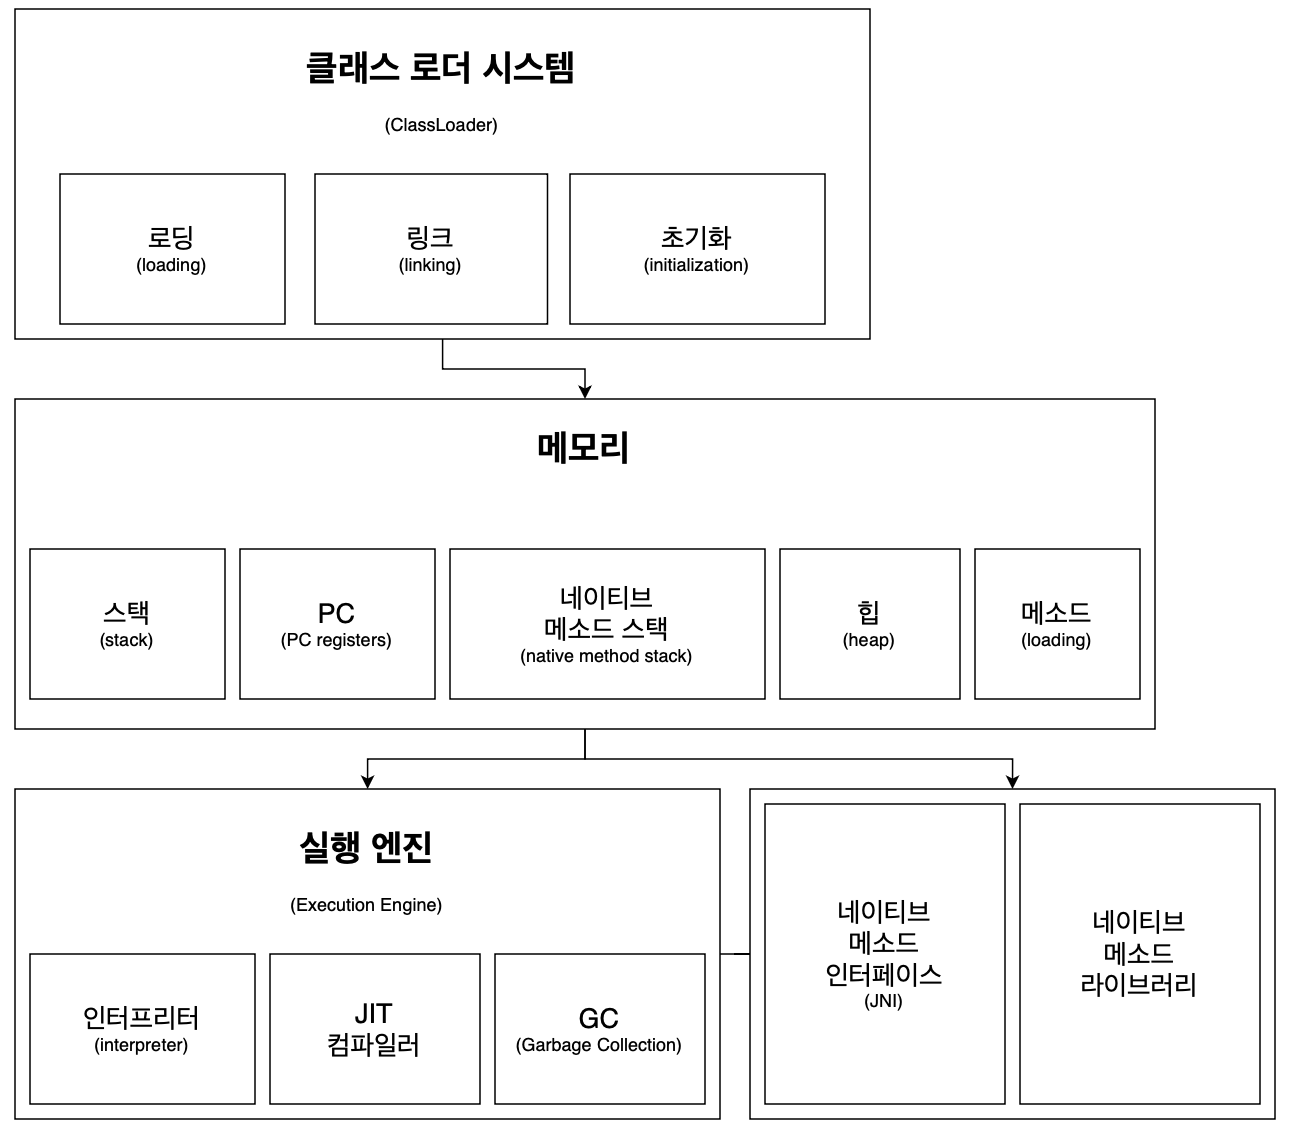 클래스 로더 시스템
(ClassLoader)
로딩
(loading)
링크
(linking)
초기화
(initialization)
메모리
스택
(stack)
PC
(PC registers)
네이티브
메소드 스택
(native method stack)
힙
(heap)
메소드
(loading)
실행 엔진
(Execution Engine)
인터프리터
(interpreter)
JIT
컴파일러
GC
(Garbage Collection)
네이티브
메소드
인터페이스
(JNI)
네이티브
메소드
라이브러리